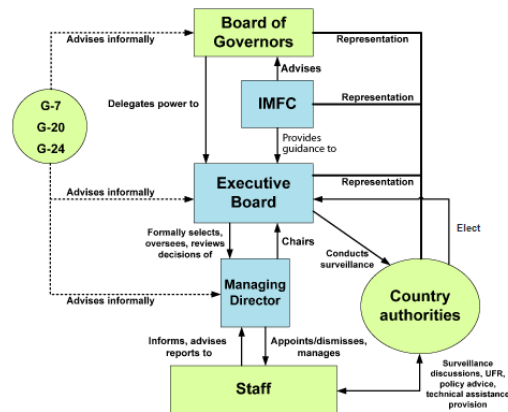 Board of
Governors
Advises informally
Representation
Advises
G-7
G-20
G-24
Delegates power to
IMFC
Representation
Provides
guidance to
Executive
Board
Advises informally
Representation
Elect
Formally selects,
oversees, reviews
decisions of
Chairs
Conducts
surveillance
Managing
Director
Advises informally
Country
authorities
Informs, advises
reports to
Appoints/dismisses,
manages
Staff
Surveillance
discussions, UFR,
policy advice,
technical assistance
provision